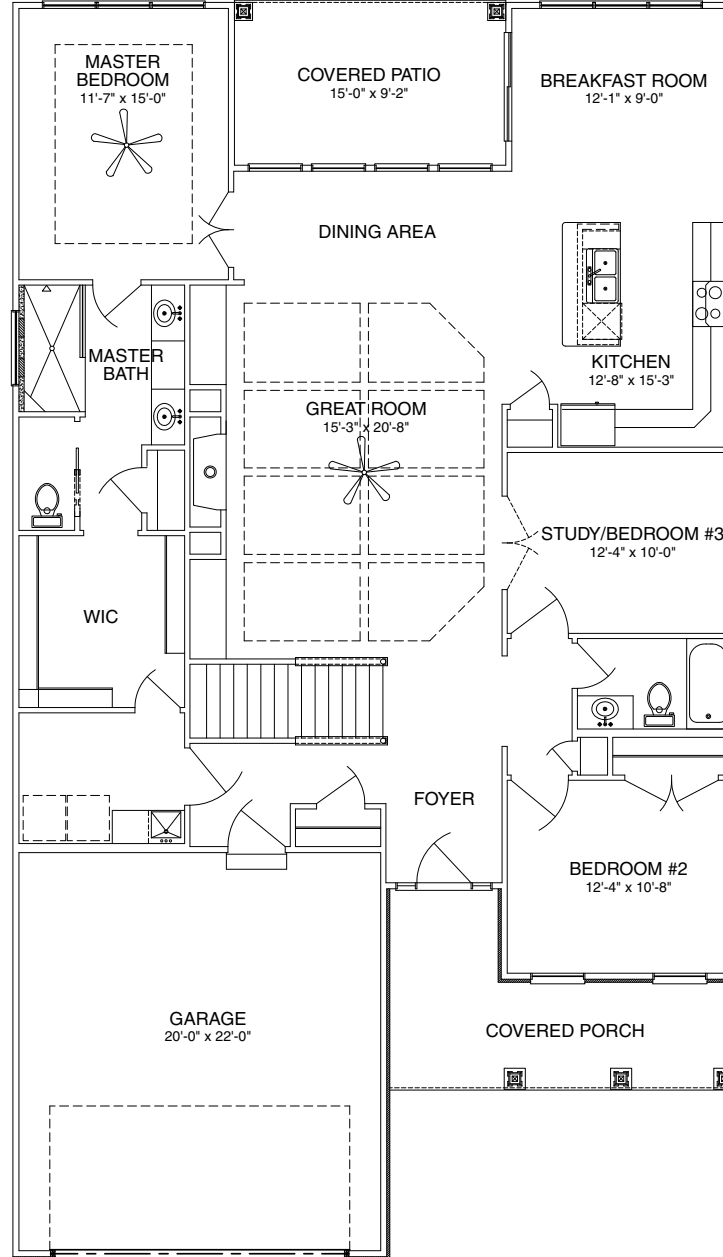 MASTER
BEDROOM
11'-7" x 15'-0"
COVERED PATIO
15'-0" x 9'-2"
BREAKFAST ROOM
12'-1" x 9'-0"
DINING AREA
MASTER
BATH
KITCHEN
12'-8" x 15'-3"
GREAT ROOM
15'-3" x 20'-8"
STUDY/BEDROOM #3
12'-4" x 10'-0"
WIC
FOYER
BEDROOM #2
12'-4" x 10'-8"
GARAGE
20'-0" x 22'-0"
COVERED PORCH